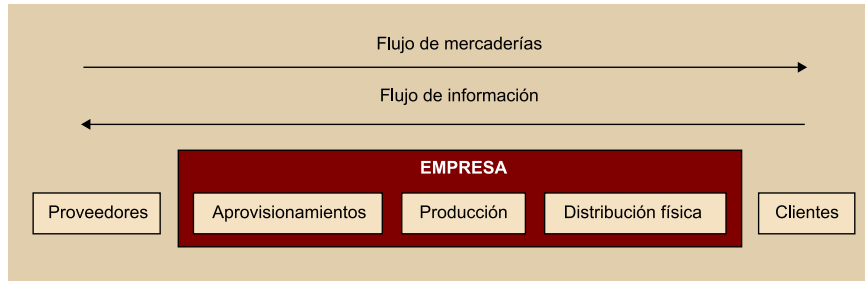 Flujo de mercaderías
Flujo de información
EMPRESA
Proveedores
Aprovisionamientos
Producción
Distribución física
Clientes